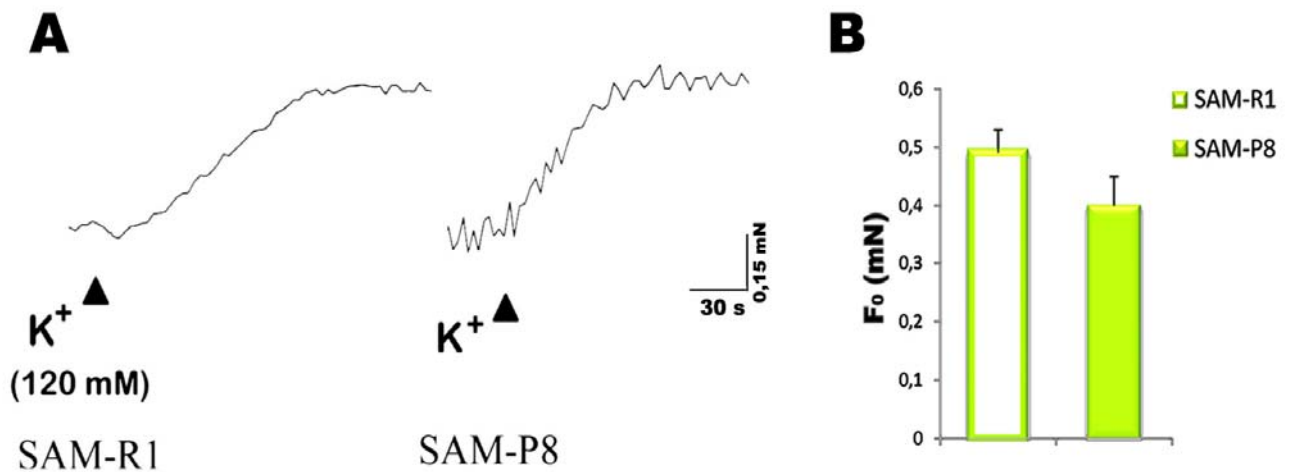 A
K+
(120 mM)
SAM-R1
K+
SAM-P8
30 s
0,15 mN
B
F₀ (mN)
0,6
0,5
0,4
0,3
0,2
0,1
0
SAM-R1
SAM-P8